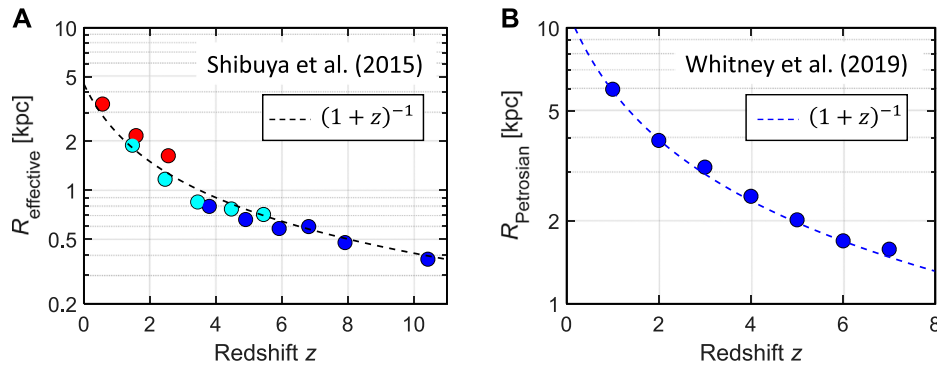 A
10
5
2
1
0.5
0.2
0 2 4 6 8 10
R_effective [kpc]
Redshift z
Shibuya et al. (2015)
(1 + z)⁻¹
B
10
5
2
1
0 2 4 6 8
R_Petrosian [kpc]
Redshift z
Whitney et al. (2019)
(1 + z)⁻¹